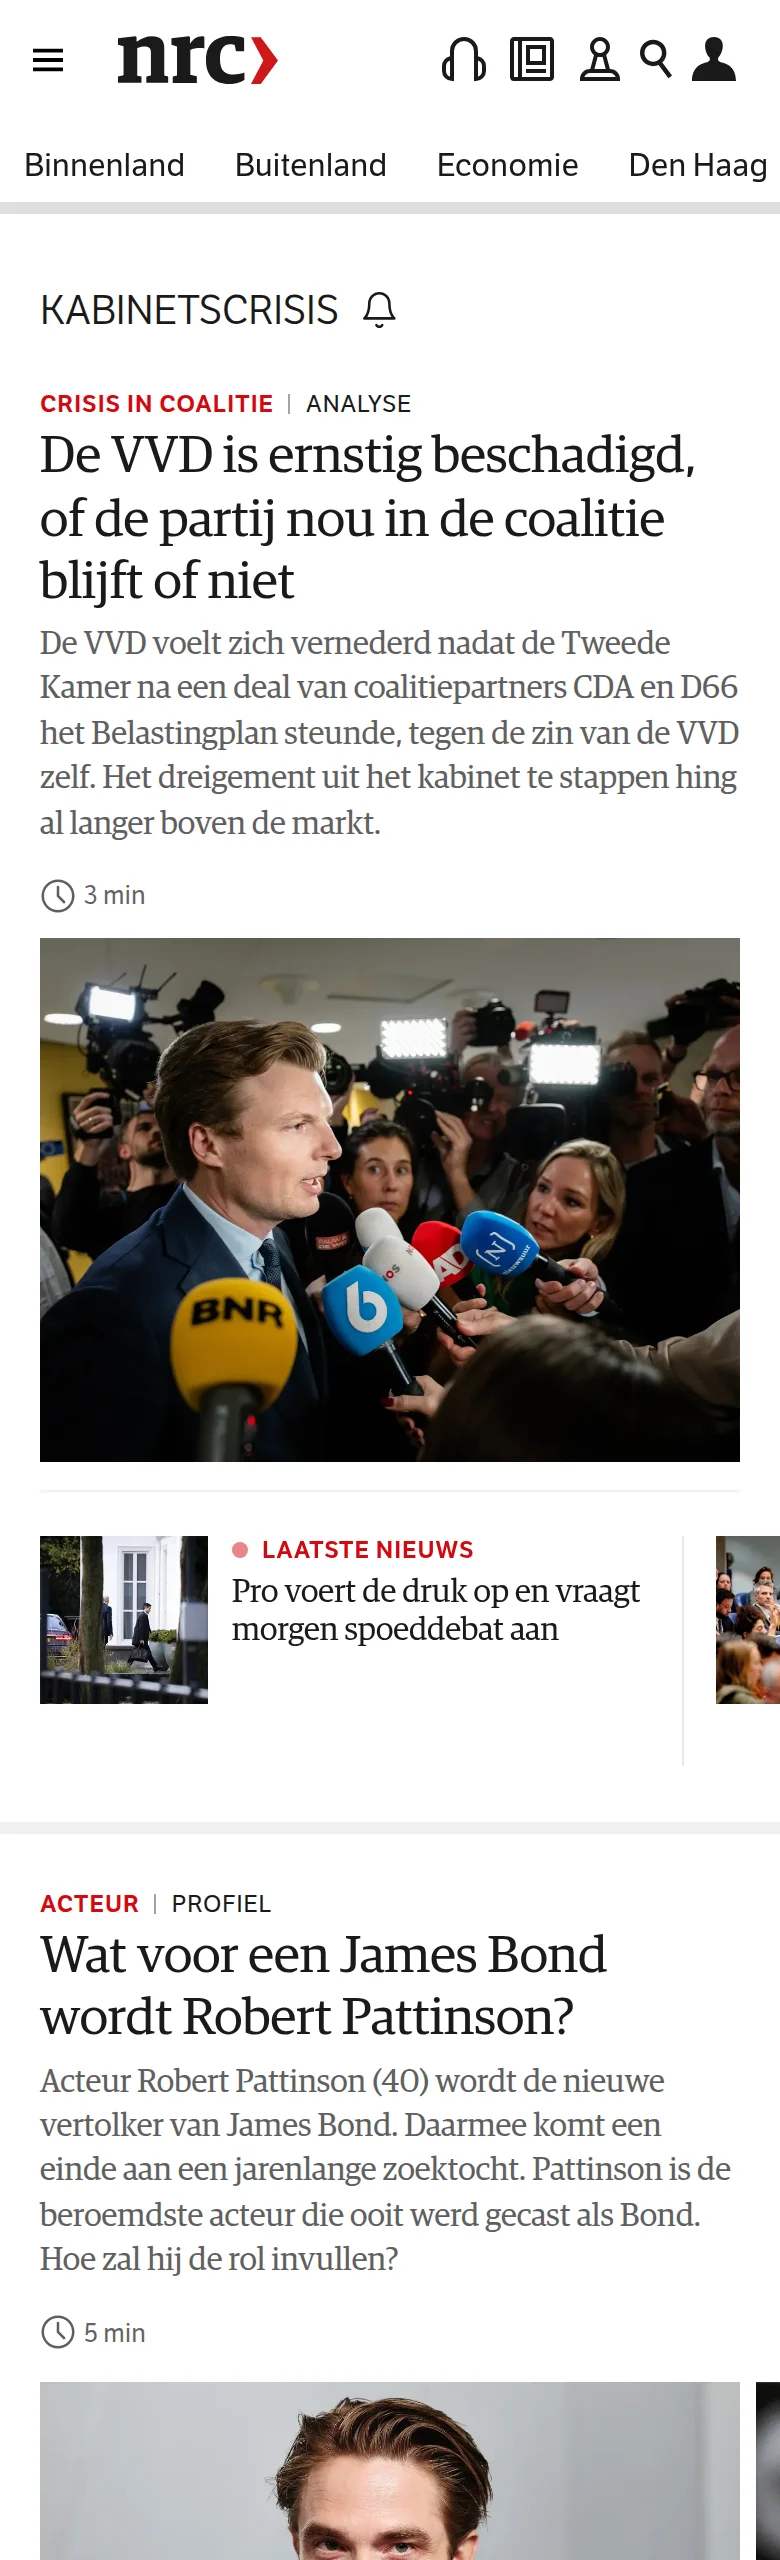 nrc
Binnenland Buitenland Economie Den Haag
KABINETSCRISIS
CRISIS IN COALITIE | ANALYSE
De VVD is ernstig beschadigd,
of de partij nou in de coalitie
blijft of niet
De VVD voelt zich vernederd nadat de Tweede
Kamer na een deal van coalitiepartners CDA en D66
het Belastingplan steunde, tegen de zin van de VVD
zelf. Het dreigement uit het kabinet te stappen hing
al langer boven de markt.
3 min
BNR
b
NOS
AD
[N]
LAATSTE NIEUWS
Pro voert de druk op en vraagt
morgen spoeddebat aan
ACTEUR | PROFIEL
Wat voor een James Bond
wordt Robert Pattinson?
Acteur Robert Pattinson (40) wordt de nieuwe
vertolker van James Bond. Daarmee komt een
einde aan een jarenlange zoektocht. Pattinson is de
beroemdste acteur die ooit werd gecast als Bond.
Hoe zal hij de rol invullen?
5 min